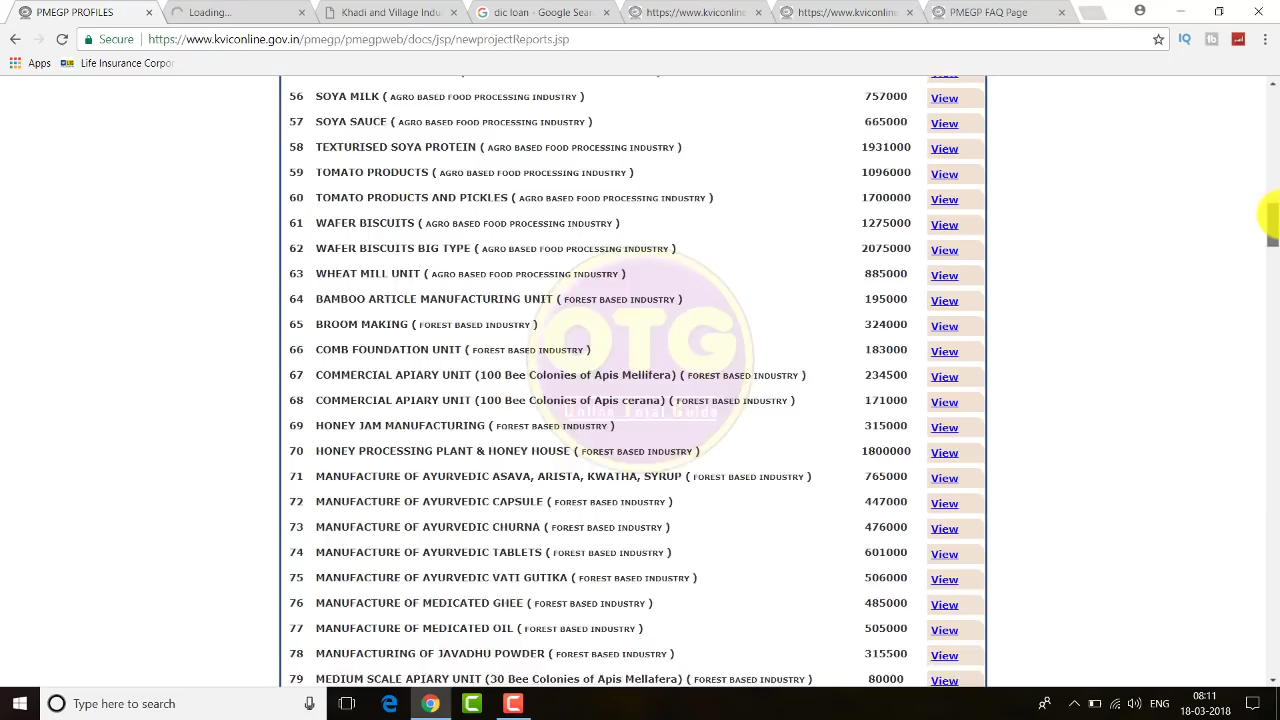 PMEGP PROFILES
Loading...
Khadi and Village Indu
dic loan - Google Sear
https://www.kviconline
https://www.kviconline
PMEGP FAQ Page
Secure https://www.kviconline.gov.in/pmegp/pmegpweb/docs/jsp/newprojectReports.jsp
Apps Life Insurance Corpor
56 SOYA MILK ( AGRO BASED FOOD PROCESSING INDUSTRY ) 757000 View
57 SOYA SAUCE ( AGRO BASED FOOD PROCESSING INDUSTRY ) 665000 View
58 TEXTURISED SOYA PROTEIN ( AGRO BASED FOOD PROCESSING INDUSTRY ) 1931000 View
59 TOMATO PRODUCTS ( AGRO BASED FOOD PROCESSING INDUSTRY ) 1096000 View
60 TOMATO PRODUCTS AND PICKLES ( AGRO BASED FOOD PROCESSING INDUSTRY ) 1700000 View
61 WAFER BISCUITS ( AGRO BASED FOOD PROCESSING INDUSTRY ) 1275000 View
62 WAFER BISCUITS BIG TYPE ( AGRO BASED FOOD PROCESSING INDUSTRY ) 2075000 View
63 WHEAT MILL UNIT ( AGRO BASED FOOD PROCESSING INDUSTRY ) 885000 View
64 BAMBOO ARTICLE MANUFACTURING UNIT ( FOREST BASED INDUSTRY ) 195000 View
65 BROOM MAKING ( FOREST BASED INDUSTRY ) 324000 View
66 COMB FOUNDATION UNIT ( FOREST BASED INDUSTRY ) 183000 View
67 COMMERCIAL APIARY UNIT (100 Bee Colonies of Apis Mellifera) ( FOREST BASED INDUSTRY ) 234500 View
68 COMMERCIAL APIARY UNIT (100 Bee Colonies of Apis cerana) ( FOREST BASED INDUSTRY ) 171000 View
69 HONEY JAM MANUFACTURING ( FOREST BASED INDUSTRY ) 315000 View
70 HONEY PROCESSING PLANT & HONEY HOUSE ( FOREST BASED INDUSTRY ) 1800000 View
71 MANUFACTURE OF AYURVEDIC ASAVA, ARISTA, KWATHA, SYRUP ( FOREST BASED INDUSTRY ) 765000 View
72 MANUFACTURE OF AYURVEDIC CAPSULE ( FOREST BASED INDUSTRY ) 447000 View
73 MANUFACTURE OF AYURVEDIC CHURNA ( FOREST BASED INDUSTRY ) 476000 View
74 MANUFACTURE OF AYURVEDIC TABLETS ( FOREST BASED INDUSTRY ) 601000 View
75 MANUFACTURE OF AYURVEDIC VATI GUTIKA ( FOREST BASED INDUSTRY ) 506000 View
76 MANUFACTURE OF MEDICATED GHEE ( FOREST BASED INDUSTRY ) 485000 View
77 MANUFACTURE OF MEDICATED OIL ( FOREST BASED INDUSTRY ) 505000 View
78 MANUFACTURING OF JAVADHU POWDER ( FOREST BASED INDUSTRY ) 315500 View
79 MEDIUM SCALE APIARY UNIT (30 Bee Colonies of Apis Mellafera) ( FOREST BASED INDUSTRY ) 80000 View
OTG
Online Total Guide
Type here to search
ENG
08:11
18-03-2018